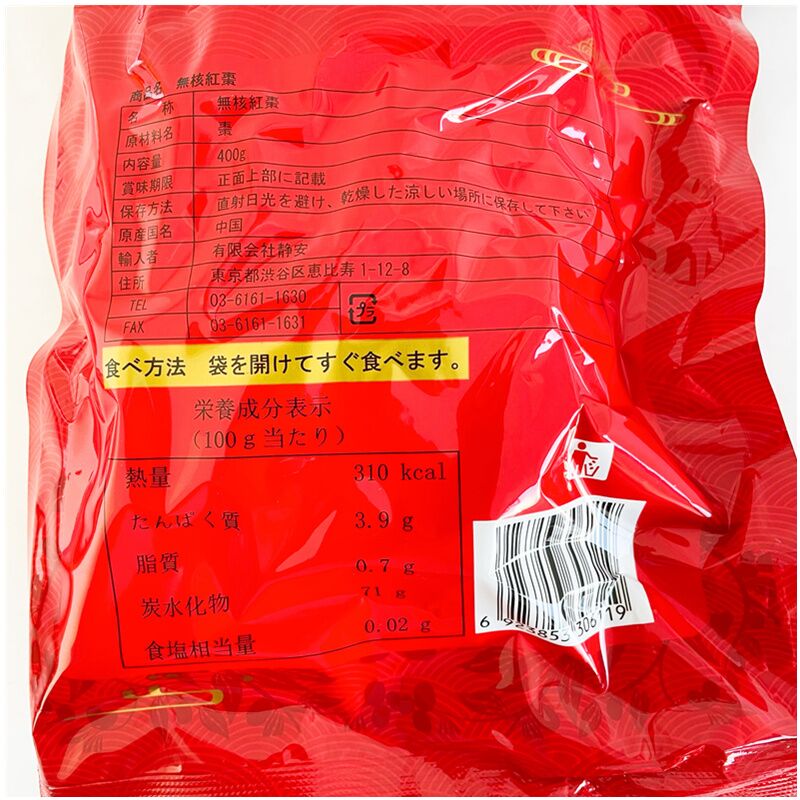 商品名 無核紅棗
名 称 無核紅棗
原材料名 棗
内容量 400g
賞味期限 正面上部に記載
保存方法 直射日光を避け、乾燥した涼しい場所に保存して下さい
原産国名 中国
輸入者 有限会社静安
住所 東京都渋谷区恵比寿1-12-8
TEL 03-6161-1630
FAX 03-6161-1631
プラ
食べ方法 袋を開けてすぐ食べます。
栄養成分表示
(100g当たり)
熱量 310 kcal
たんぱく質 3.9 g
脂質 0.7 g
炭水化物 71 g
食塩相当量 0.02 g
6 923853 306119